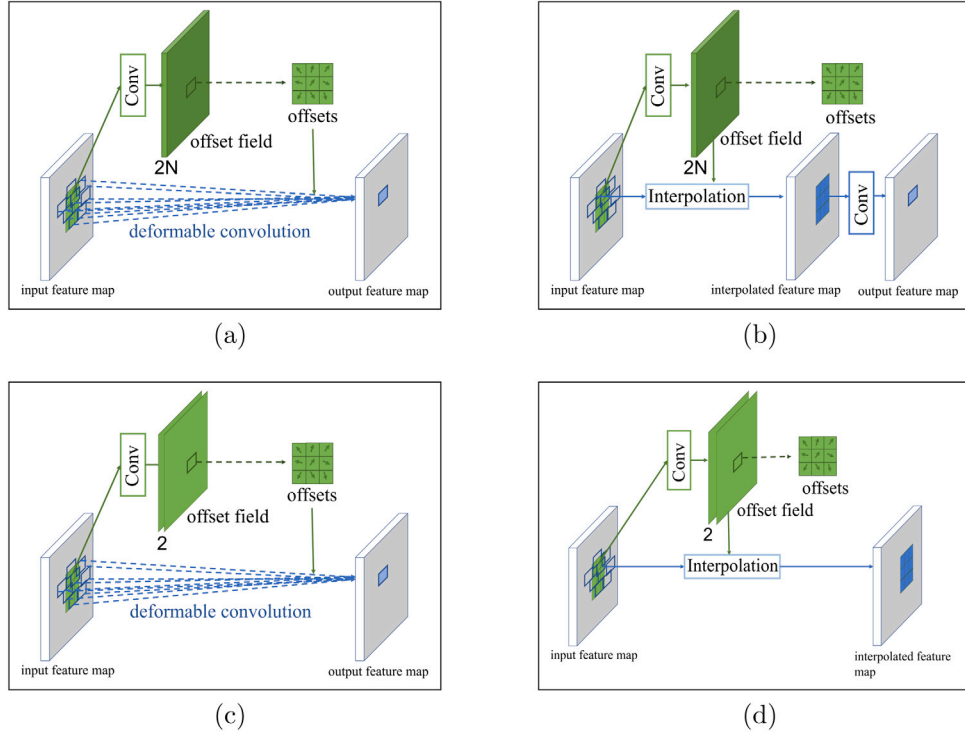 Conv
offsets
offset field
2N
deformable convolution
input feature map
output feature map
(a)
Conv
offsets
offset field
2N
Interpolation
Conv
input feature map
interpolated feature map
output feature map
(b)
Conv
offsets
offset field
2
deformable convolution
input feature map
output feature map
(c)
Conv
offsets
offset field
2
Interpolation
input feature map
interpolated feature
map
(d)